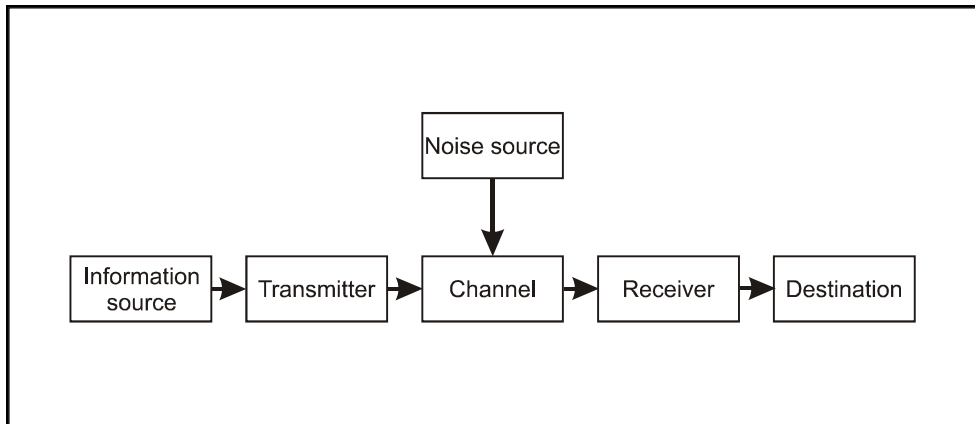 Noise source
Information
source
Transmitter
Channel
Receiver
Destination